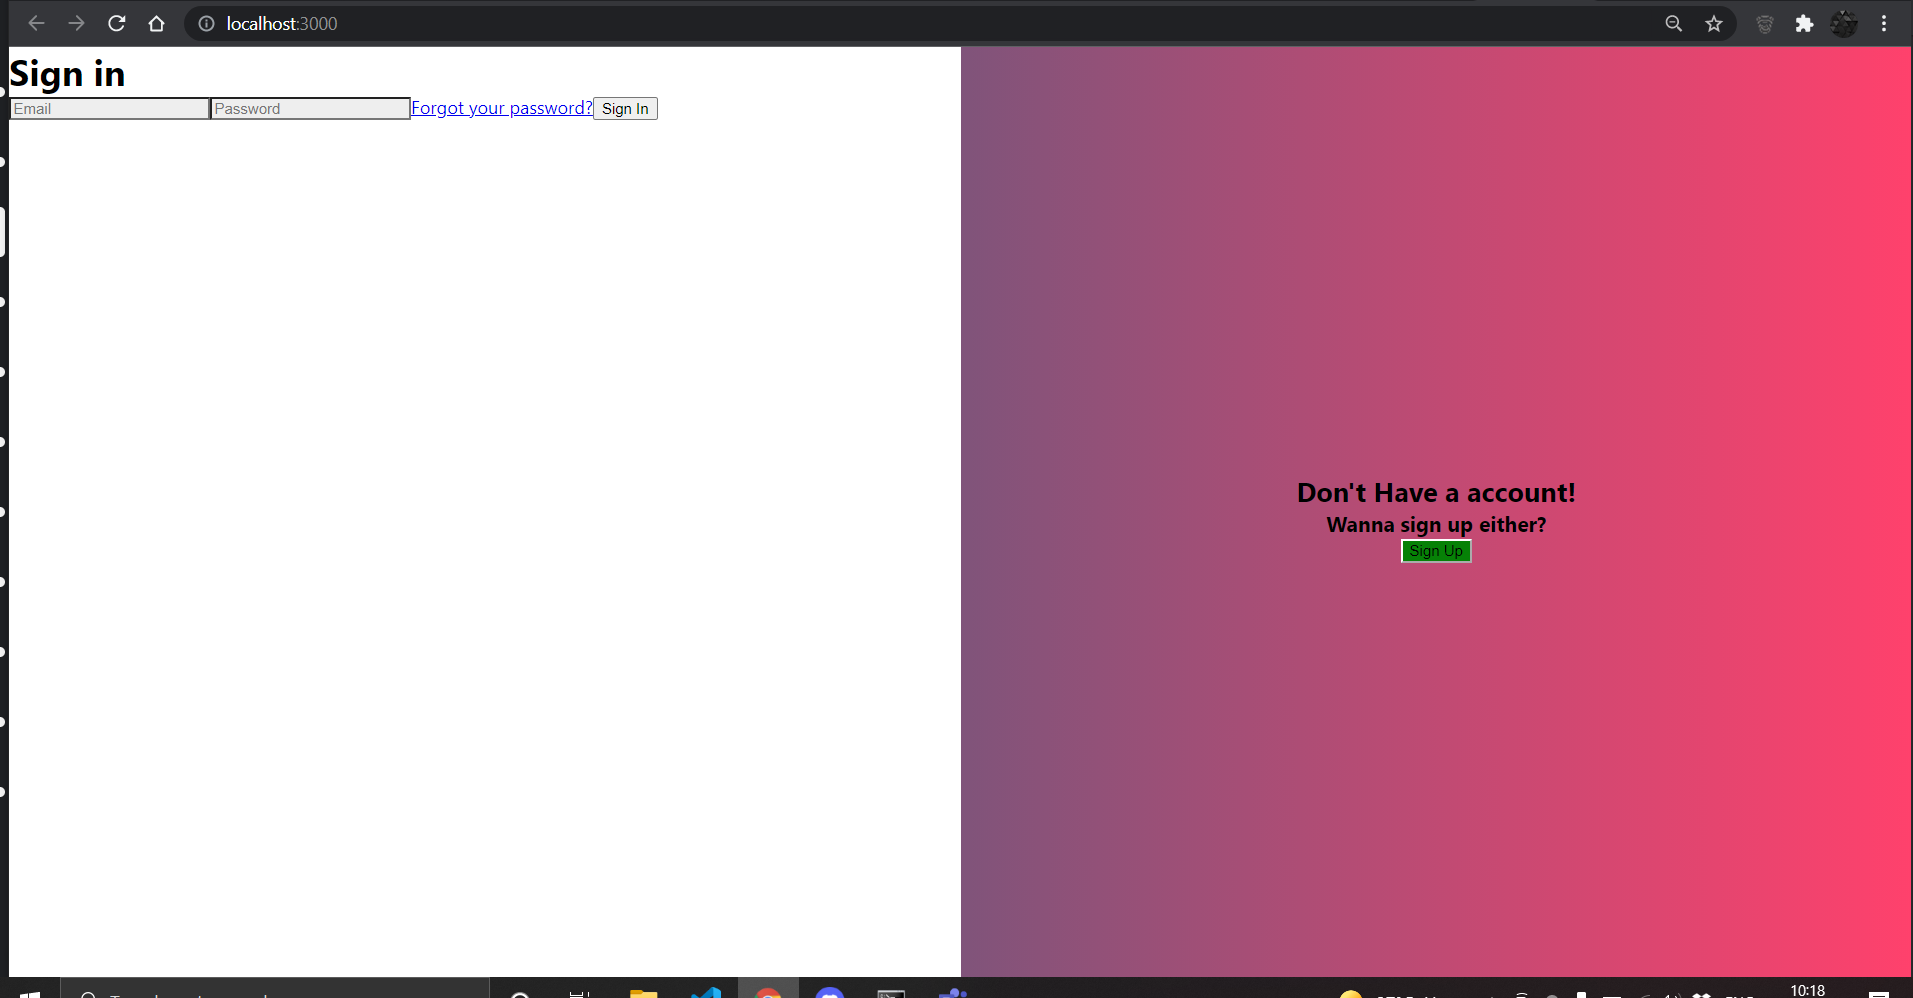 localhost:3000
Sign in
Email Password Forgot your password? Sign In
Don't Have a account!
Wanna sign up either?
Sign Up
10:18